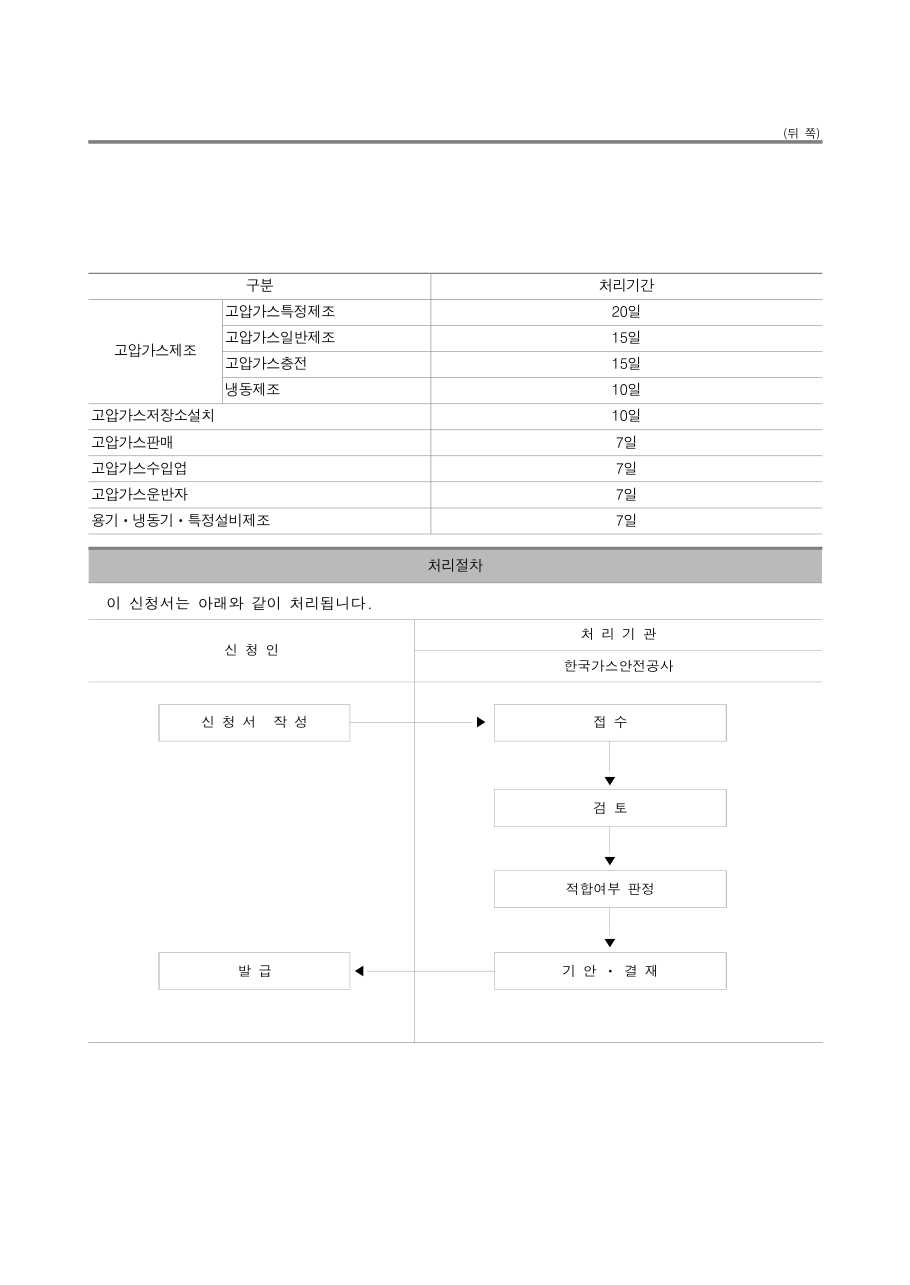 (뒤 쪽)
구분 처리기간
고압가스제조 고압가스특정제조 20일
고압가스일반제조 15일
고압가스충전 15일
냉동제조 10일
고압가스저장소설치 10일
고압가스판매 7일
고압가스수입업 7일
고압가스운반자 7일
용기・냉동기・특정설비제조 7일
처리절차
이 신청서는 아래와 같이 처리됩니다.
신 청 인 처 리 기 관
한국가스안전공사
신 청 서 작 성 접 수
검 토
적합여부 판정
발 급 기 안 ・ 결 재